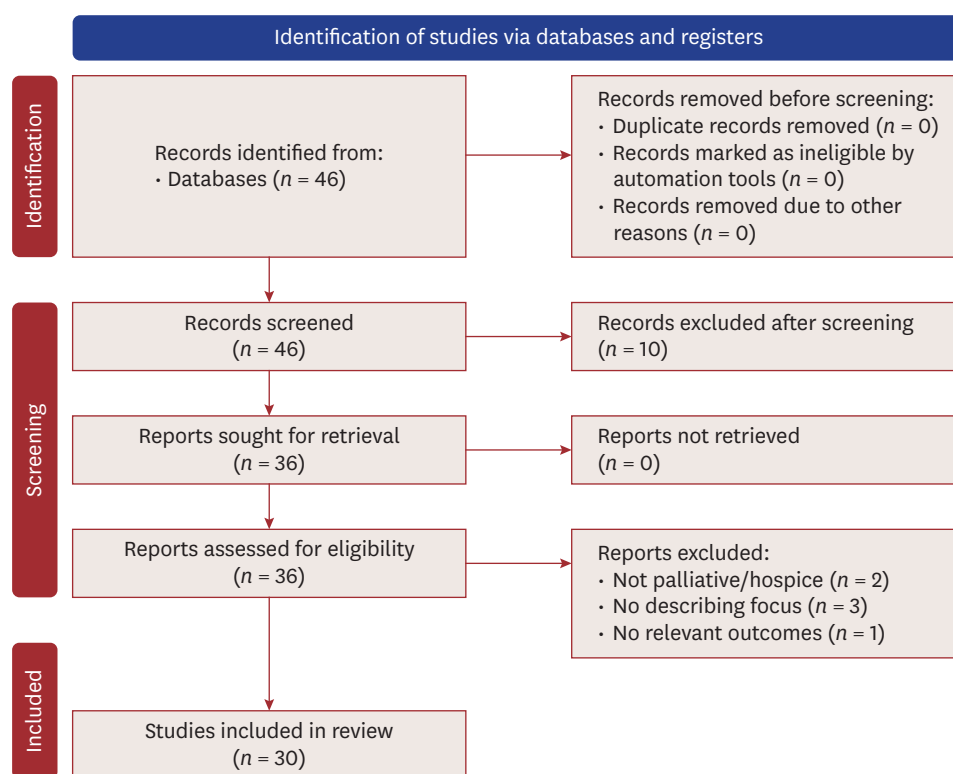 Identification of studies via databases and registers
Identification
Records identified from:
· Databases (n = 46)
Records removed before screening:
· Duplicate records removed (n = 0)
· Records marked as ineligible by
automation tools (n = 0)
· Records removed due to other
reasons (n = 0)
Screening
Records screened
(n = 46)
Records excluded after screening
(n = 10)
Reports sought for retrieval
(n = 36)
Reports not retrieved
(n = 0)
Reports assessed for eligibility
(n = 36)
Reports excluded:
· Not palliative/hospice (n = 2)
· No describing focus (n = 3)
· No relevant outcomes (n = 1)
Included
Studies included in review
(n = 30)